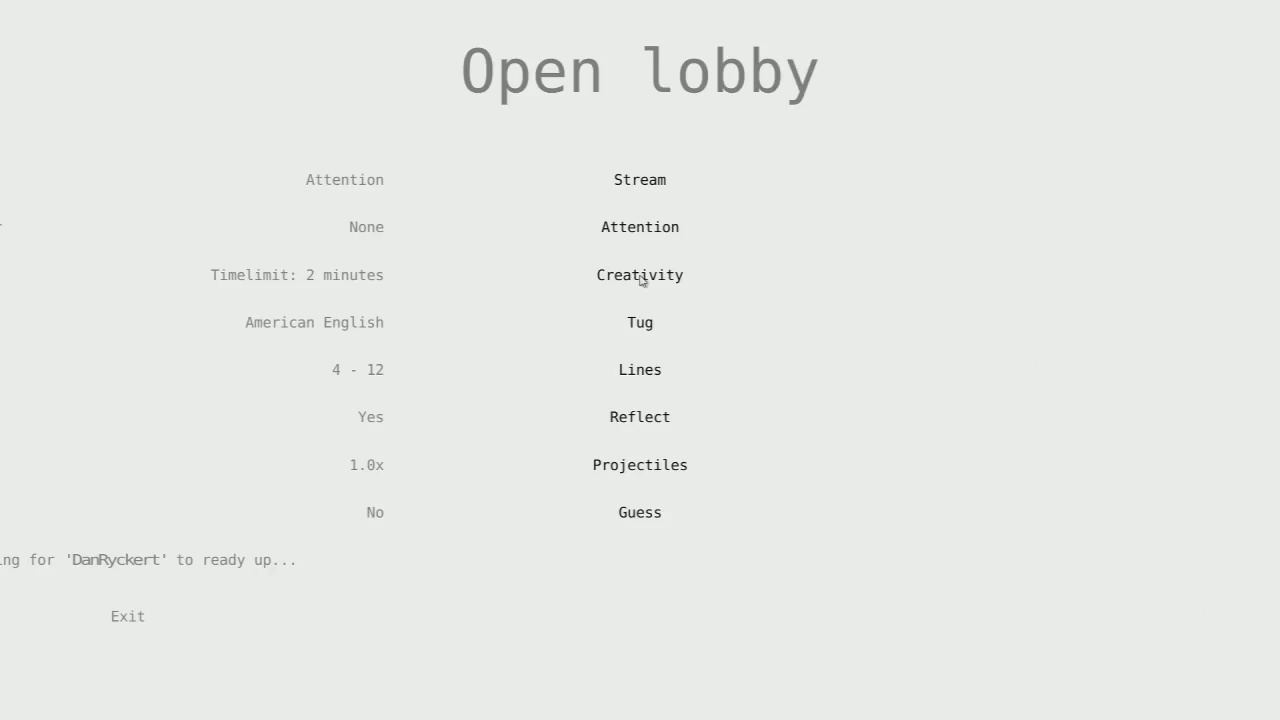 Open lobby
Attention
Stream
None
Attention
Timelimit: 2 minutes
Creativity
American English
Tug
4 - 12
Lines
Yes
Reflect
1.0x
Projectiles
No
Guess
ing for 'DanRyckert' to ready up...
Exit